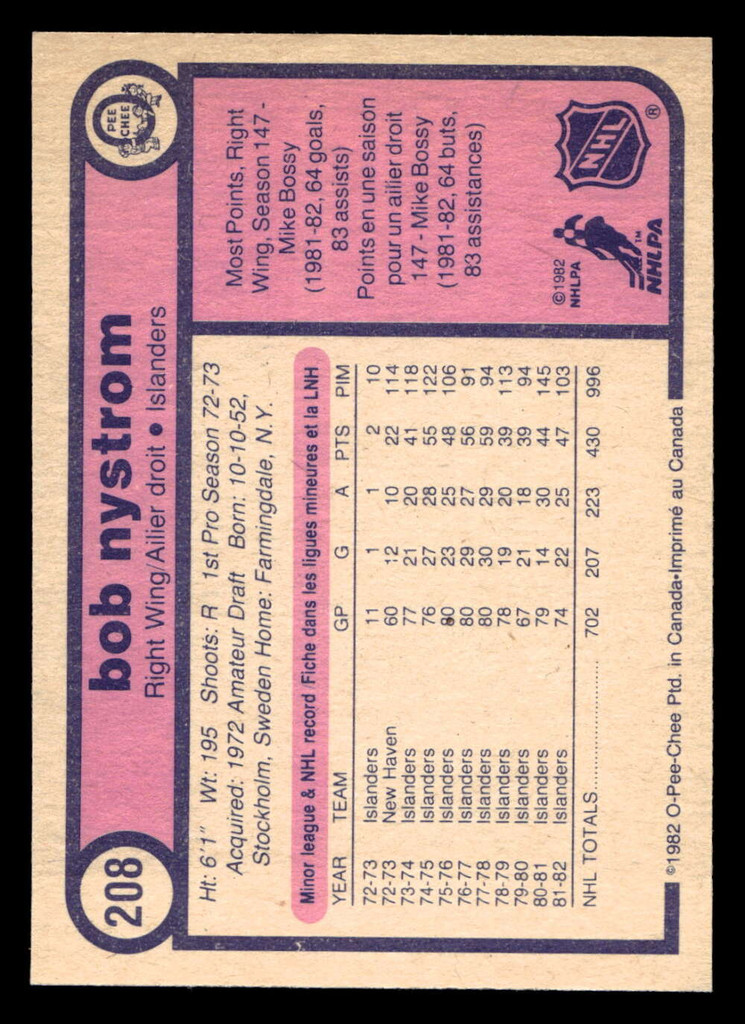 208
bob nystrom
Right Wing/Ailier droit • Islanders
O
PEE
CHEE
Ht: 6'1" Wt: 195 Shoots: R 1st Pro Season 72-73
Acquired: 1972 Amateur Draft Born: 10-10-52,
Stockholm, Sweden Home: Farmingdale, N.Y.
Minor league & NHL record/Fiche dans les ligues mineures et la LNH
YEAR TEAM GP G A PTS PIM
72-73 Islanders 11 1 1 2 10
72-73 New Haven 60 12 10 22 114
73-74 Islanders 77 21 20 41 118
74-75 Islanders 76 27 28 55 122
75-76 Islanders 80 23 25 48 106
76-77 Islanders 80 29 27 56 91
77-78 Islanders 80 30 29 59 94
78-79 Islanders 78 19 20 39 113
79-80 Islanders 67 21 18 39 94
80-81 Islanders 79 14 30 44 145
81-82 Islanders 74 22 25 47 103
NHL TOTALS.................... 702 207 223 430 996
Most Points, Right
Wing, Season 147 -
Mike Bossy
(1981-82, 64 goals,
83 assists)
Points en une saison
pour un ailier droit
147 - Mike Bossy
(1981-82, 64 buts,
83 assistances)
©1982
NHLPA
™
NHLPA
NHL
®
©1982 O-Pee-Chee Ptd. in Canada•Imprimé au Canada